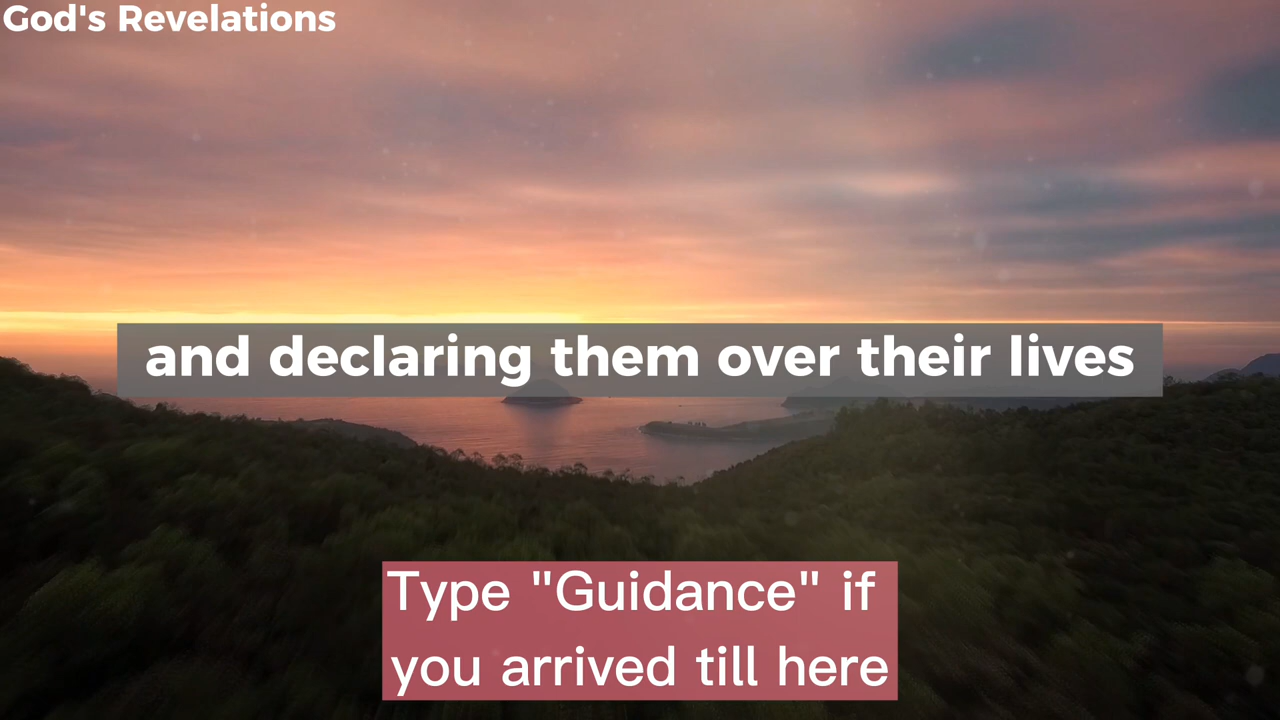 God's Revelations
and declaring them over their lives
Type "Guidance" if
you arrived till here